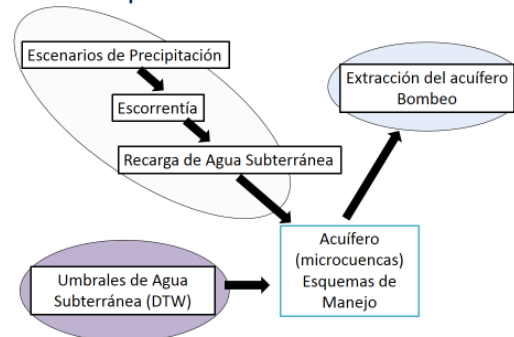 Escenarios de Precipitación
Escorrentía
Recarga de Agua Subterránea
Extracción del acuífero
Bombeo
Umbrales de Agua
Subterránea (DTW)
Acuífero
(microcuencas)
Esquemas de
Manejo